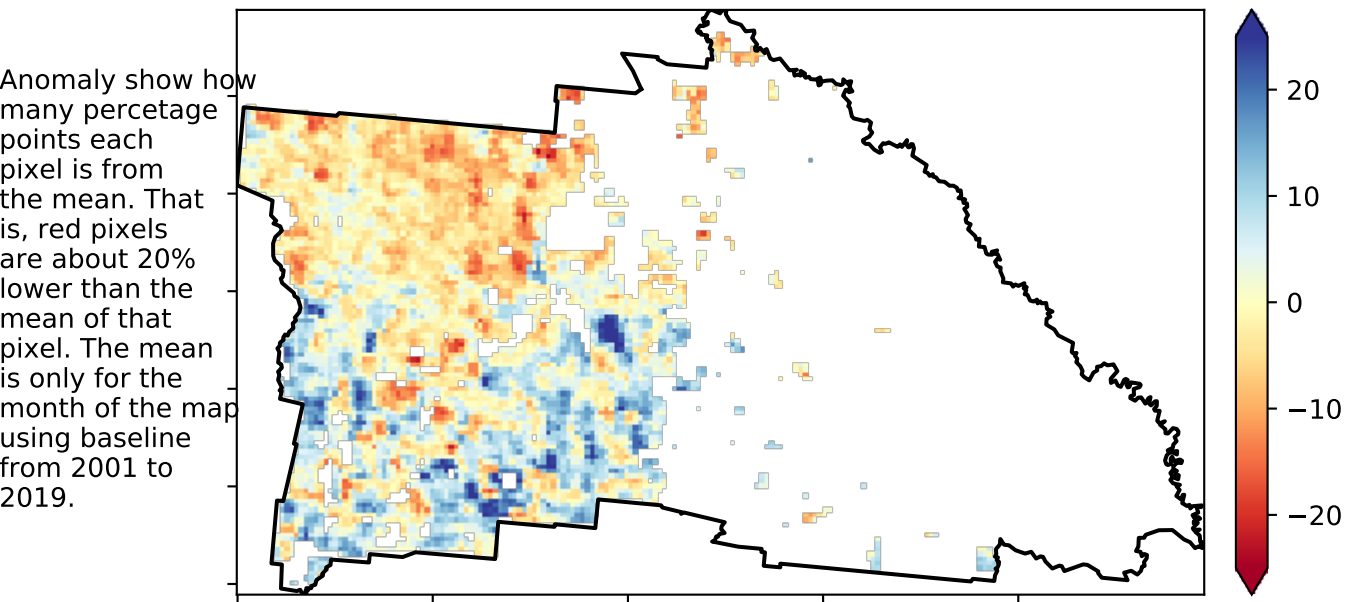 Anomaly show how
many percetage
points each
pixel is from
the mean. That
is, red pixels
are about 20%
lower than the
mean of that
pixel. The mean
is only for the
month of the map
using baseline
from 2001 to
2019.
20
10
0
−10
−20